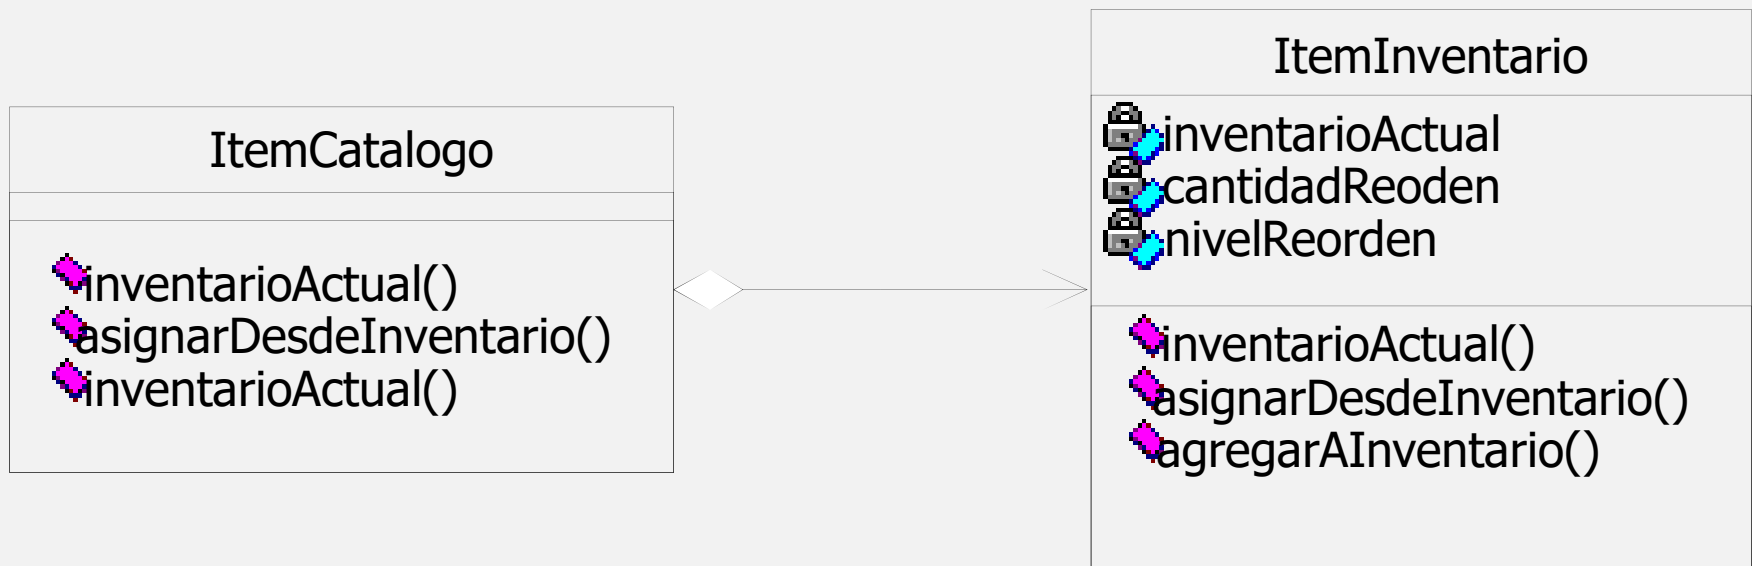 ItemCatalogo
inventarioActual()
asignarDesdeInventario()
inventarioActual()
ItemInventario
inventarioActual
cantidadReoden
nivelReorden
inventarioActual()
asignarDesdeInventario()
agregarAInventario()